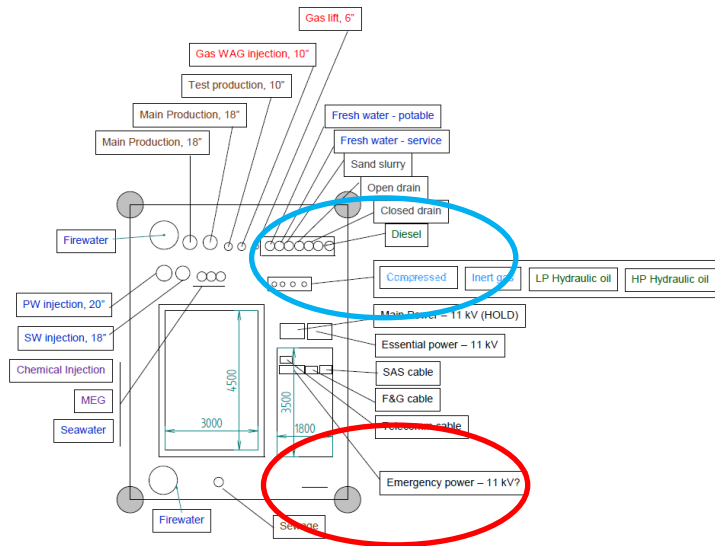 Gas lift, 6”
Gas WAG injection, 10”
Test production, 10”
Main Production, 18”
Main Production, 18”
Fresh water - potable
Fresh water - service
Sand slurry
Open drain
Closed drain
Diesel
Firewater
Compressed
Inert gas
LP Hydraulic oil
HP Hydraulic oil
PW injection, 20”
SW injection, 18”
Main Power – 11 kV (HOLD)
Essential power – 11 kV
Chemical Injection
MEG
Seawater
SAS cable
F&G cable
Telecomm cable
4500
3500
3000
1800
Emergency power – 11 kV?
Firewater
Sewage